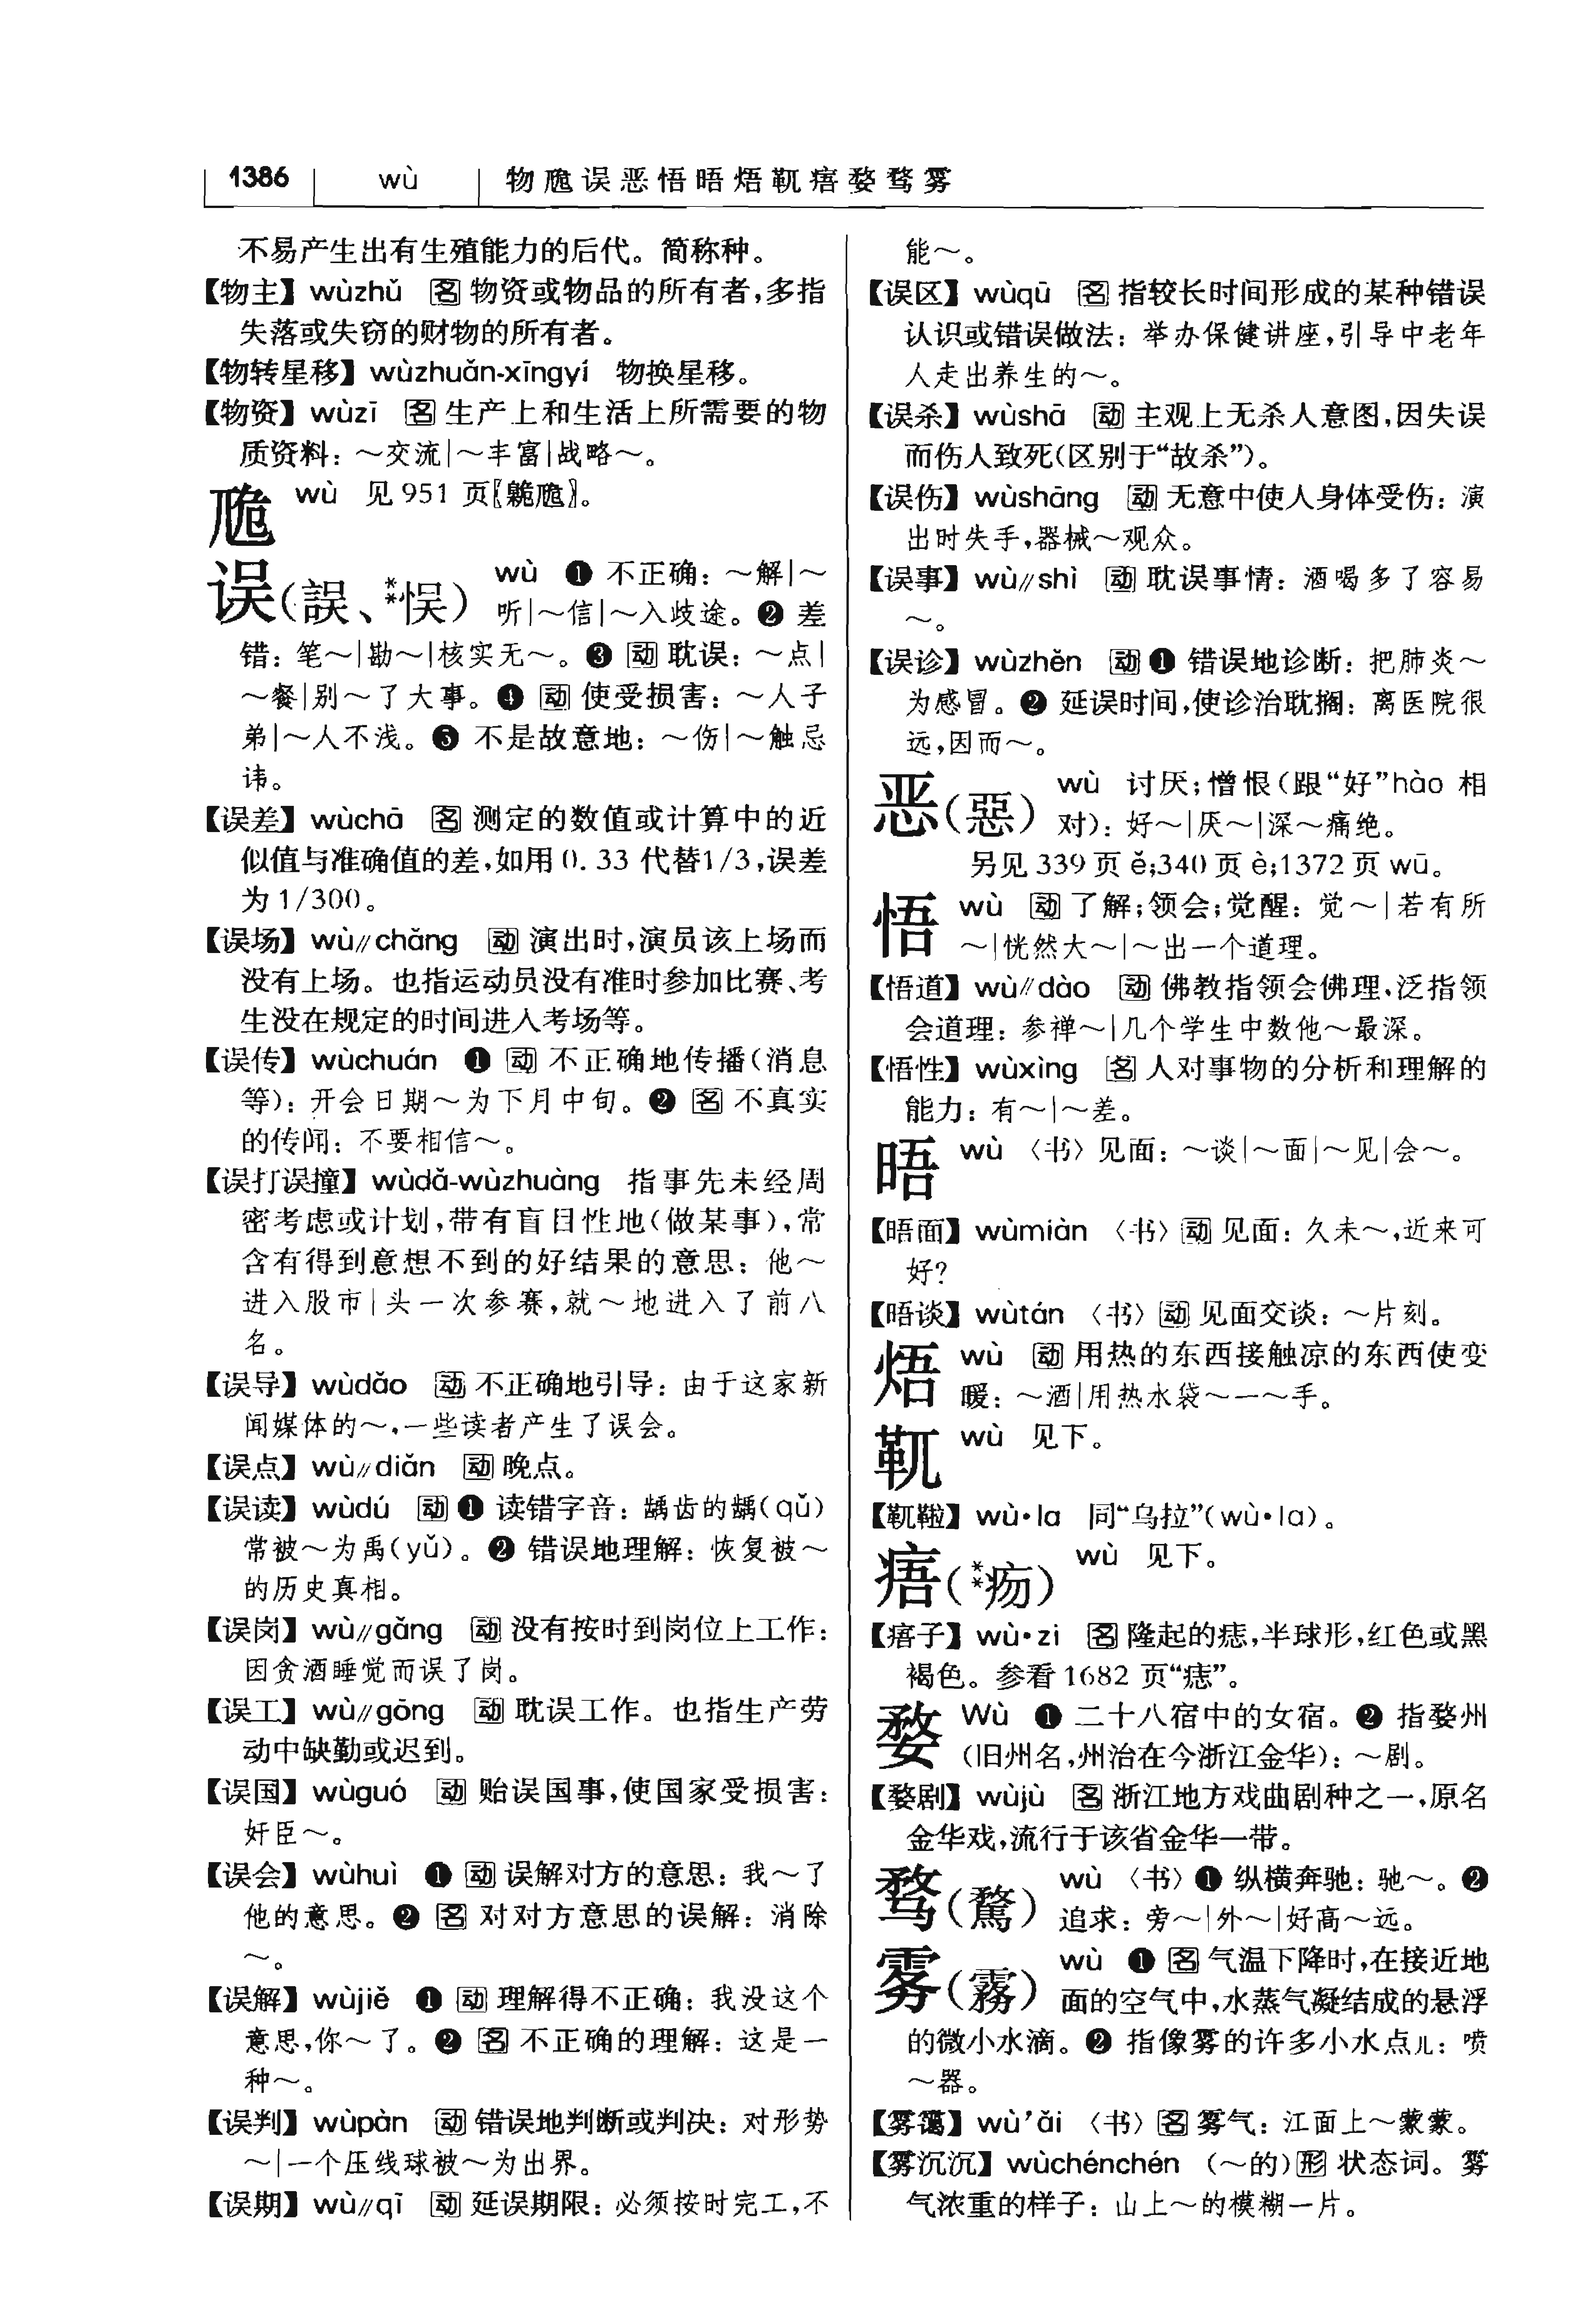 1386 wù 物卼误恶悟晤焐靰痦婺骛雾
不易产生出有生殖能力的后代。简称种。
【物主】wùzhǔ 名 物资或物品的所有者,多指
失落或失窃的财物的所有者。
【物转星移】wùzhuǎn-xīngyí 物换星移。
【物资】wùzī 名 生产上和生活上所需要的物
质资料：～交流|～丰富|战略～。
卼 wù 见 951 页〖臲卼〗。
误(誤、**悮) wù ❶ 不正确：～解|～
听|～信|～入歧途。❷ 差
错：笔～|勘～|核实无～。❸ 动 耽误：～点|
～餐|别～了大事。❹ 动 使受损害：～人子
弟|～人不浅。❺ 不是故意地：～伤|～触忌
讳。
【误差】wùchā 名 测定的数值或计算中的近
似值与准确值的差,如用 0.33 代替1/3,误差
为 1/300。
【误场】wù//chǎng 动 演出时,演员该上场而
没有上场。也指运动员没有准时参加比赛、考
生没在规定的时间进入考场等。
【误传】wùchuán ❶ 动 不正确地传播(消息
等)：开会日期～为下月中旬。❷ 名 不真实
的传闻：不要相信～。
【误打误撞】wùdǎ-wùzhuàng 指事先未经周
密考虑或计划,带有盲目性地(做某事),常
含有得到意想不到的好结果的意思：他～
进入股市|头一次参赛,就～地进入了前八
名。
【误导】wùdǎo 动 不正确地引导：由于这家新
闻媒体的～,一些读者产生了误会。
【误点】wù//diǎn 动 晚点。
【误读】wùdú 动 ❶ 读错字音：龋齿的龋(qǔ)
常被～为禹(yǔ)。❷ 错误地理解：恢复被～
的历史真相。
【误岗】wù//gǎng 动 没有按时到岗位上工作：
因贪酒睡觉而误了岗。
【误工】wù//gōng 动 耽误工作。也指生产劳
动中缺勤或迟到。
【误国】wùguó 动 贻误国事,使国家受损害：
奸臣～。
【误会】wùhuì ❶ 动 误解对方的意思：我～了
他的意思。❷ 名 对对方意思的误解：消除
～。
【误解】wùjiě ❶ 动 理解得不正确：我没这个
意思,你～了。❷ 名 不正确的理解：这是一
种～。
【误判】wùpàn 动 错误地判断或判决：对形势
～|一个压线球被～为出界。
【误期】wù//qī 动 延误期限：必须按时完工,不
能～。
【误区】wùqū 名 指较长时间形成的某种错误
认识或错误做法：举办保健讲座,引导中老年
人走出养生的～。
【误杀】wùshā 动 主观上无杀人意图,因失误
而伤人致死(区别于“故杀”)。
【误伤】wùshāng 动 无意中使人身体受伤：演
出时失手,器械～观众。
【误事】wù//shì 动 耽误事情：酒喝多了容易
～。
【误诊】wùzhěn 动 ❶ 错误地诊断：把肺炎～
为感冒。❷ 延误时间,使诊治耽搁：离医院很
远,因而～。
恶(惡) wù 讨厌;憎恨(跟“好”hào 相
对)：好～|厌～|深～痛绝。
另见 339 页 ě;340 页 è;1372 页 wū。
悟 wù 动 了解;领会;觉醒：觉～|若有所
～|恍然大～|～出一个道理。
【悟道】wù//dào 动 佛教指领会佛理,泛指领
会道理：参禅～|几个学生中数他～最深。
【悟性】wùxìng 名 人对事物的分析和理解的
能力：有～|～差。
晤 wù 〈书〉见面：～谈|～面|～见|会～。
【晤面】wùmiàn 〈书〉动 见面：久未～,近来可
好?
【晤谈】wùtán 〈书〉动 见面交谈：～片刻。
焐 wù 动 用热的东西接触凉的东西使变
暖：～酒|用热水袋～一～手。
靰 wù 见下。
【靰鞡】wù·la 同“乌拉”(wù·la)。
痦(**疬) wù 见下。
【痦子】wù·zi 名 隆起的痣,半球形,红色或黑
褐色。参看 1682 页“痣”。
婺 Wù ❶ 二十八宿中的女宿。❷ 指婺州
(旧州名,州治在今浙江金华)：～剧。
【婺剧】wùjù 名 浙江地方戏曲剧种之一,原名
金华戏,流行于该省金华一带。
骛(騖) wù 〈书〉❶ 纵横奔驰：驰～。❷
追求：旁～|外～|好高～远。
雾(霧) wù ❶ 名 气温下降时,在接近地
面的空气中,水蒸气凝结成的悬浮
的微小水滴。❷ 指像雾的许多小水点儿：喷
～器。
【雾霭】wù'ǎi 〈书〉名 雾气：江面上～蒙蒙。
【雾沉沉】wùchénchén (～的)形 状态词。雾
气浓重的样子：山上～的模糊一片。